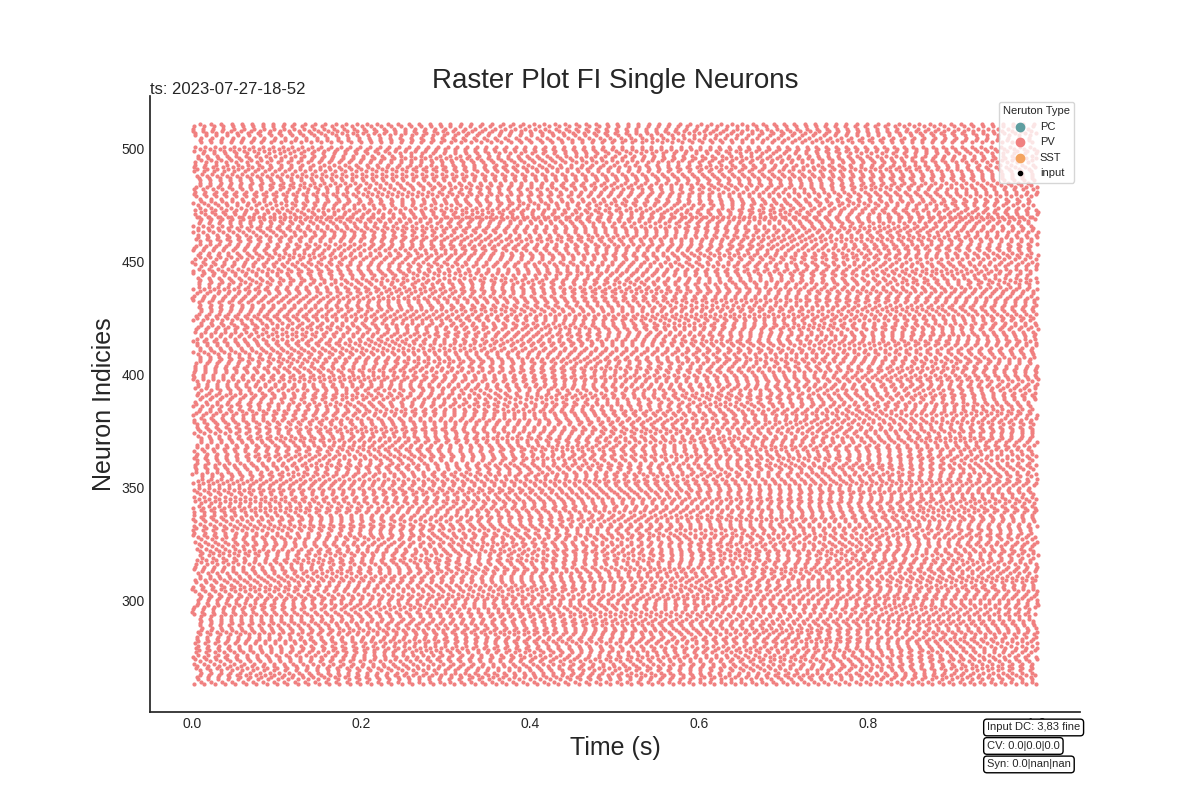 Raster Plot FI Single Neurons
ts: 2023-07-27-18-52
Neruton Type
PC
PV
SST
input
500
450
400
350
300
Neuron Indicies
0.0 0.2 0.4 0.6 0.8
Time (s)
Input DC: 3,83 fine
CV: 0.0|0.0|0.0
Syn: 0.0|nan|nan